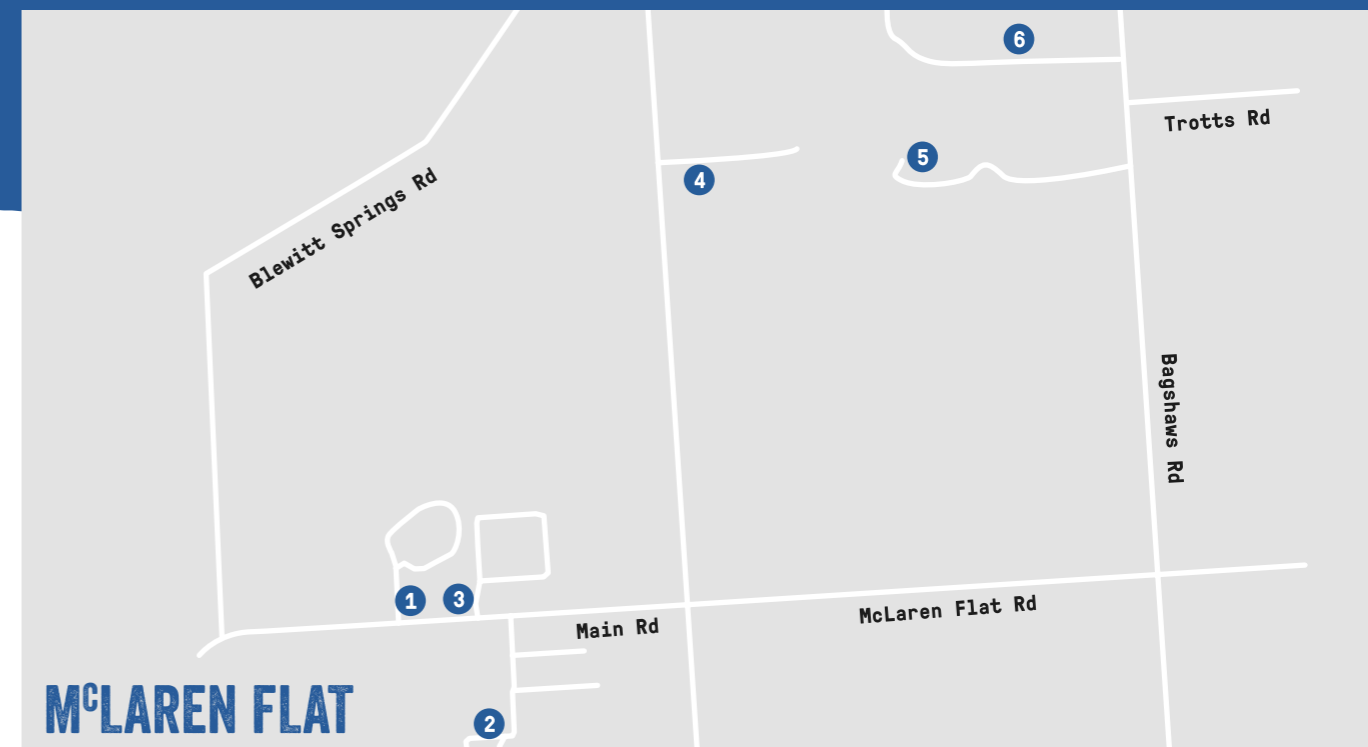 6
Trotts Rd
5
4
Blewitt Springs Rd
Bagshaws Rd
1
3
McLaren Flat Rd
Main Rd
McLAREN FLAT
2